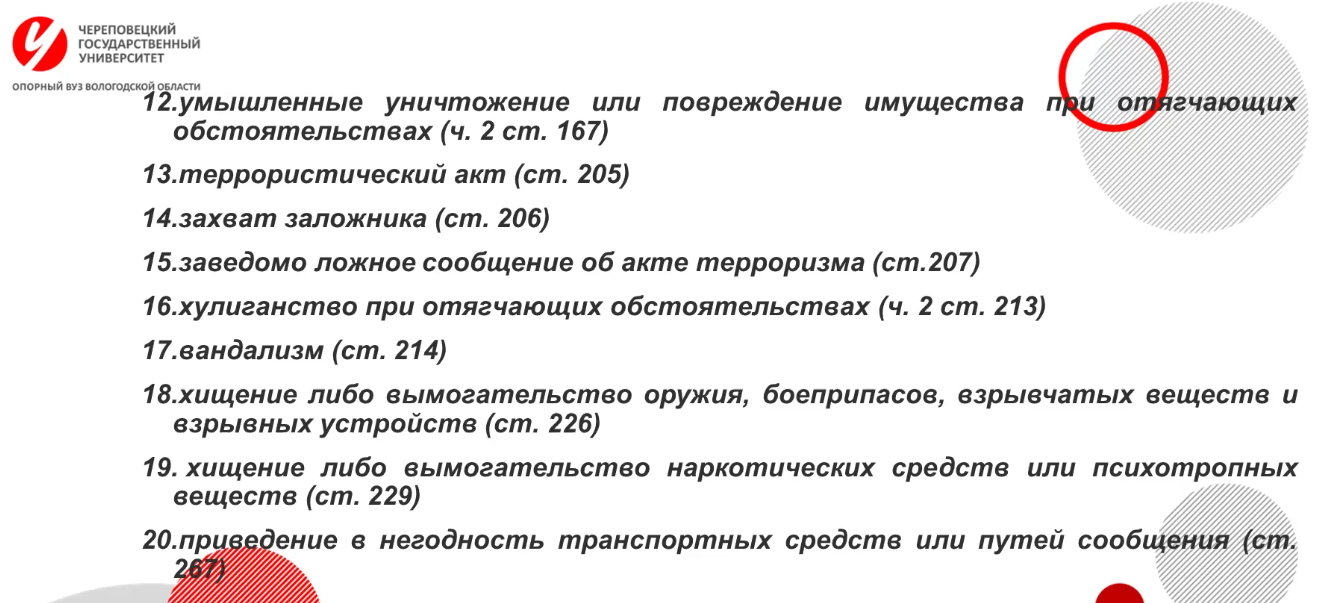 ЧЕРЕПОВЕЦКИЙ
ГОСУДАРСТВЕННЫЙ
УНИВЕРСИТЕТ
ОПОРНЫЙ ВУЗ ВОЛОГОДСКОЙ ОБЛАСТИ
12.умышленные уничтожение или повреждение имущества при отягчающих
обстоятельствах (ч. 2 ст. 167)
13.террористический акт (ст. 205)
14.захват заложника (ст. 206)
15.заведомо ложное сообщение об акте терроризма (ст.207)
16.хулиганство при отягчающих обстоятельствах (ч. 2 ст. 213)
17.вандализм (ст. 214)
18.хищение либо вымогательство оружия, боеприпасов, взрывчатых веществ и
взрывных устройств (ст. 226)
19. хищение либо вымогательство наркотических средств или психотропных
веществ (ст. 229)
20.приведение в негодность транспортных средств или путей сообщения (ст.
267)